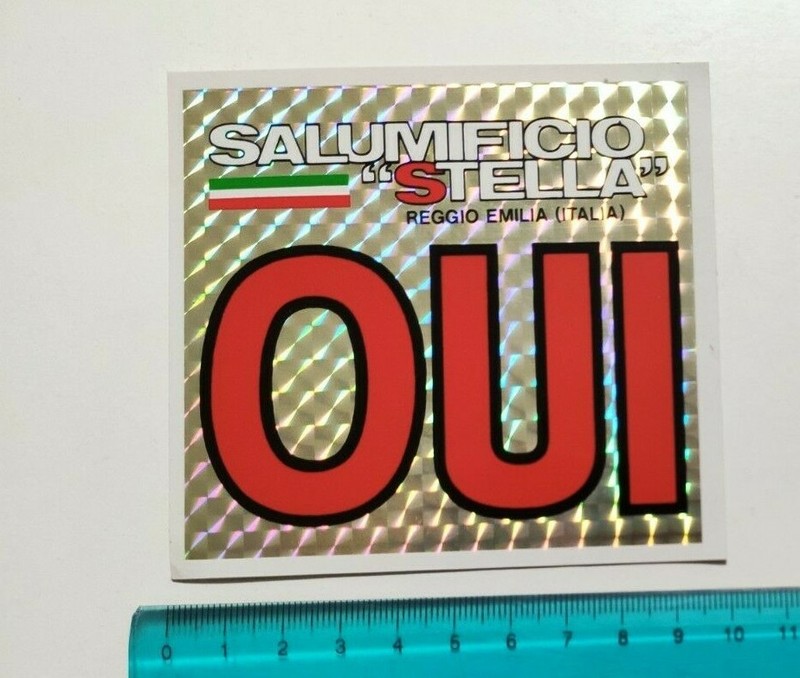 SALUMIFICIO
“STELLA”
REGGIO EMILIA (ITALIA)
OUI
0 1 2 3 4 5 6 7 8 9 10 11